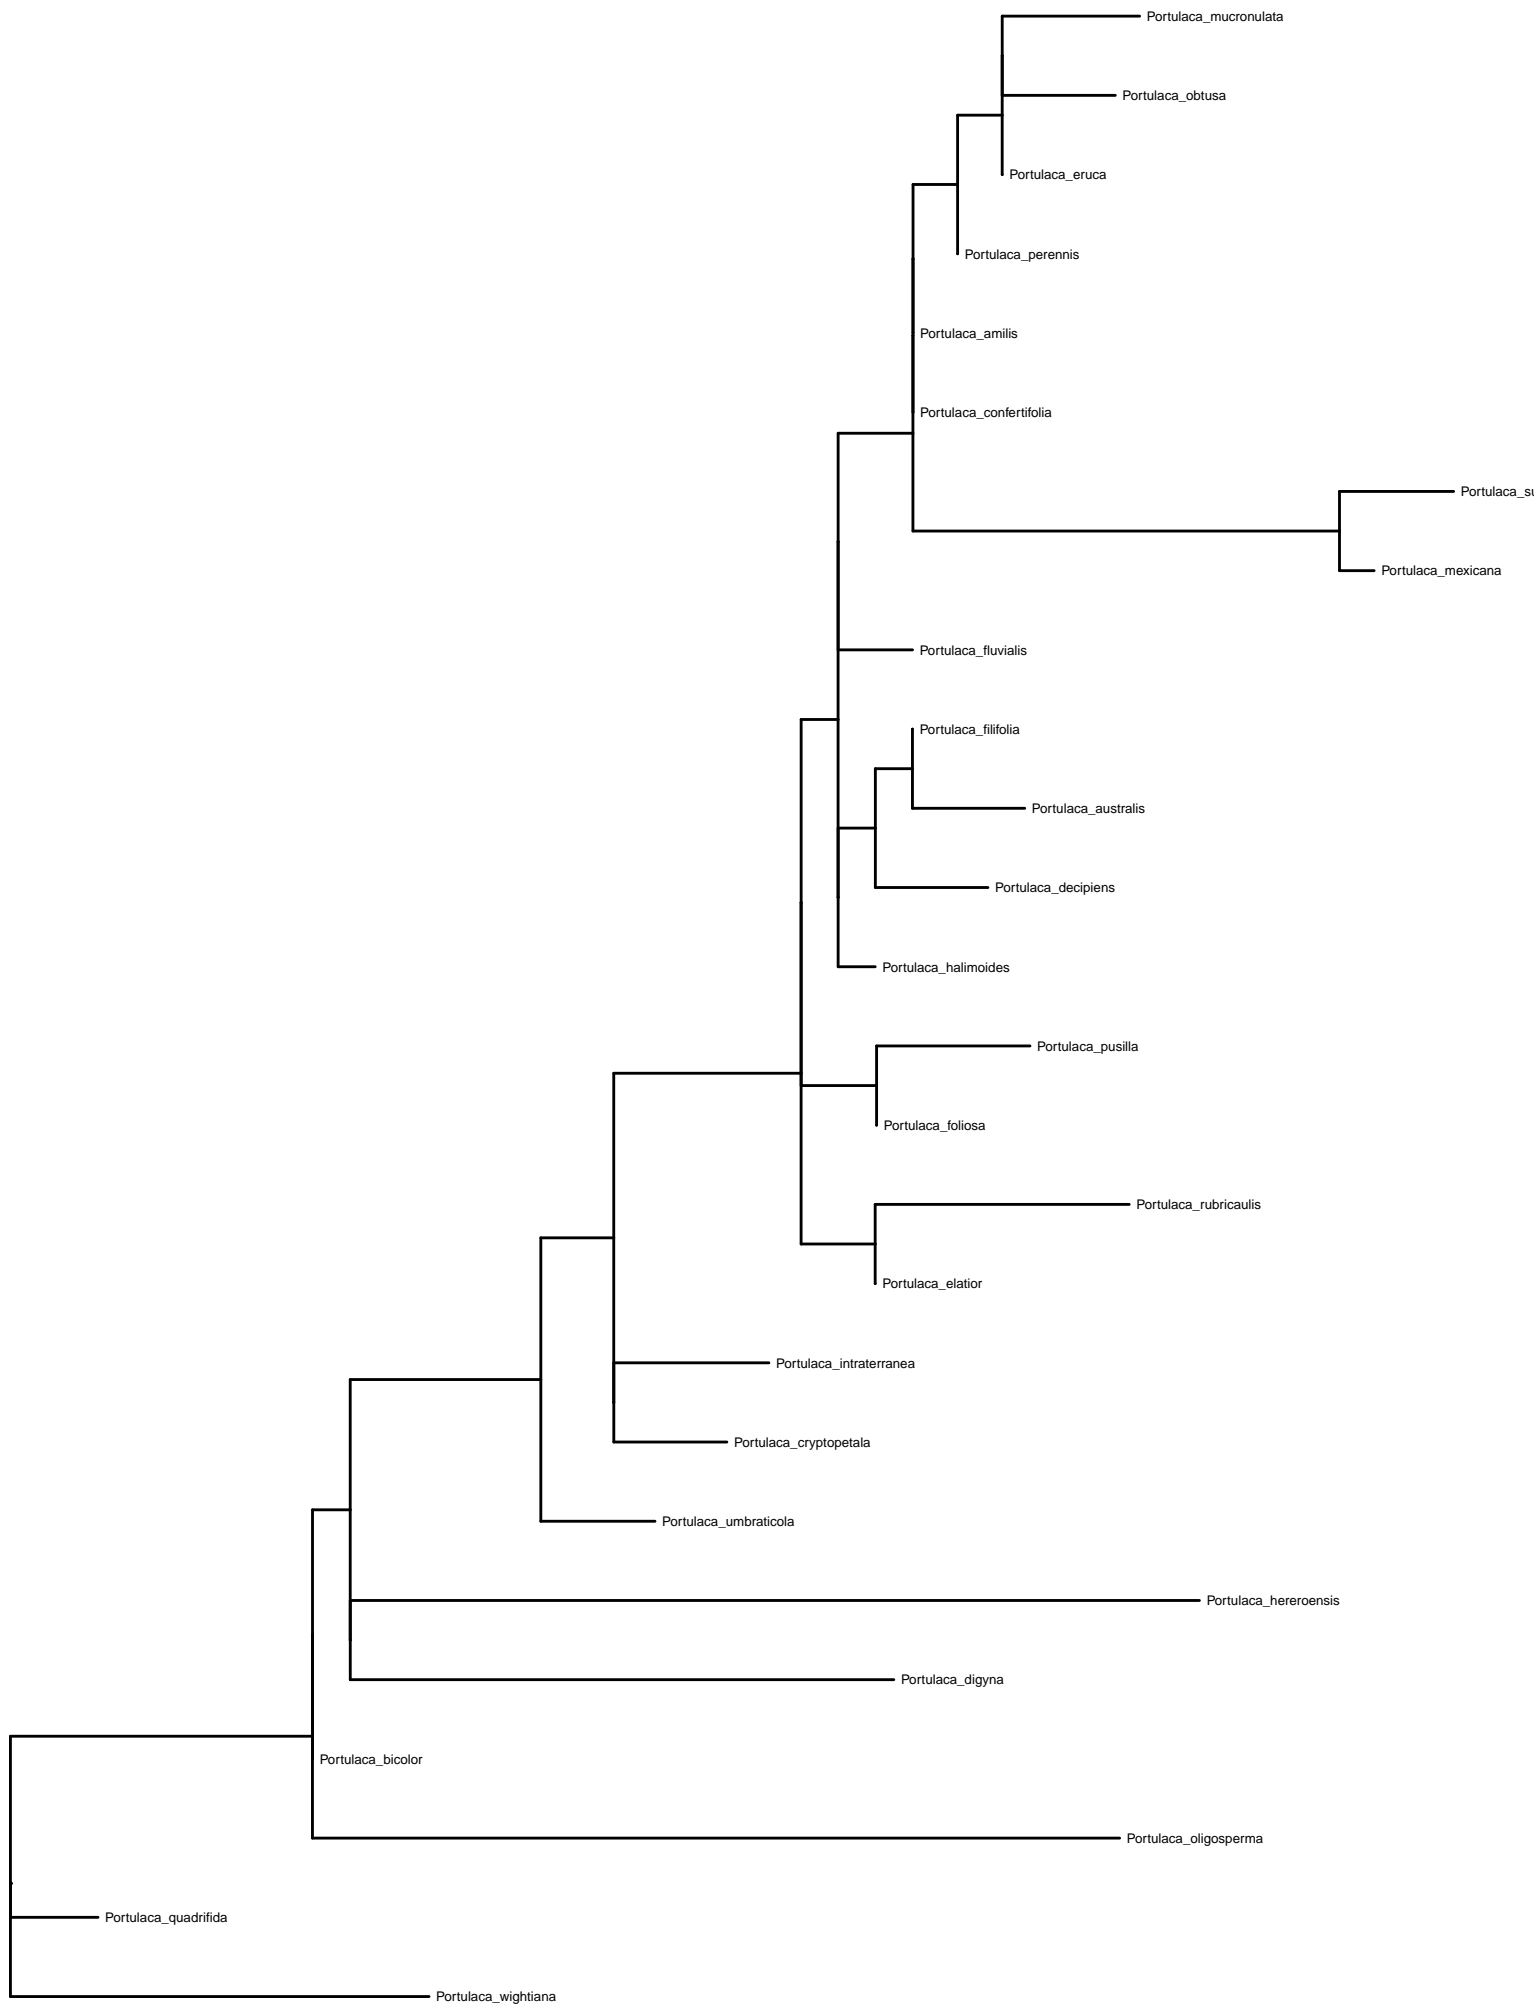 Portulaca_mucronulata
Portulaca_obtusa
Portulaca_eruca
Portulaca_perennis
Portulaca_amilis
Portulaca_confertifolia
Portulaca_su
Portulaca_mexicana
Portulaca_fluvialis
Portulaca_filifolia
Portulaca_australis
Portulaca_decipiens
Portulaca_halimoides
Portulaca_pusilla
Portulaca_foliosa
Portulaca_rubricaulis
Portulaca_elatior
Portulaca_intraterranea
Portulaca_cryptopetala
Portulaca_umbraticola
Portulaca_hereroensis
Portulaca_digyna
Portulaca_bicolor
Portulaca_oligosperma
Portulaca_quadrifida
Portulaca_wightiana